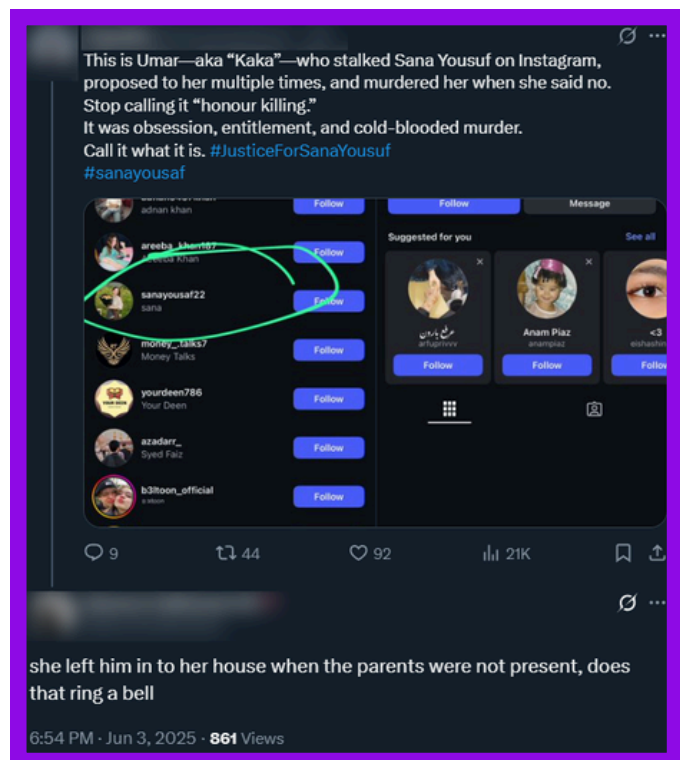 This is Umar—aka “Kaka”—who stalked Sana Yousuf on Instagram,
proposed to her multiple times, and murdered her when she said no.
Stop calling it “honour killing.”
It was obsession, entitlement, and cold-blooded murder.
Call it what it is. #JusticeForSanaYousuf
#sanayousaf
adnan khan
Follow
areeba_khan187
Areeba Khan
Follow
sanayousaf22
sana
Follow
money_.talks7
Money Talks
Follow
yourdeen786
Your Deen
Follow
azadarr_
Syed Faiz
Follow
b3ltoon_official
Follow
Follow
Message
Suggested for you
See all
arfuprivvv
Follow
Anam Piaz
anampiaz
Follow
<3
Follow
9
44
92
21K
she left him in to her house when the parents were not present, does
that ring a bell
6:54 PM · Jun 3, 2025 · 861 Views